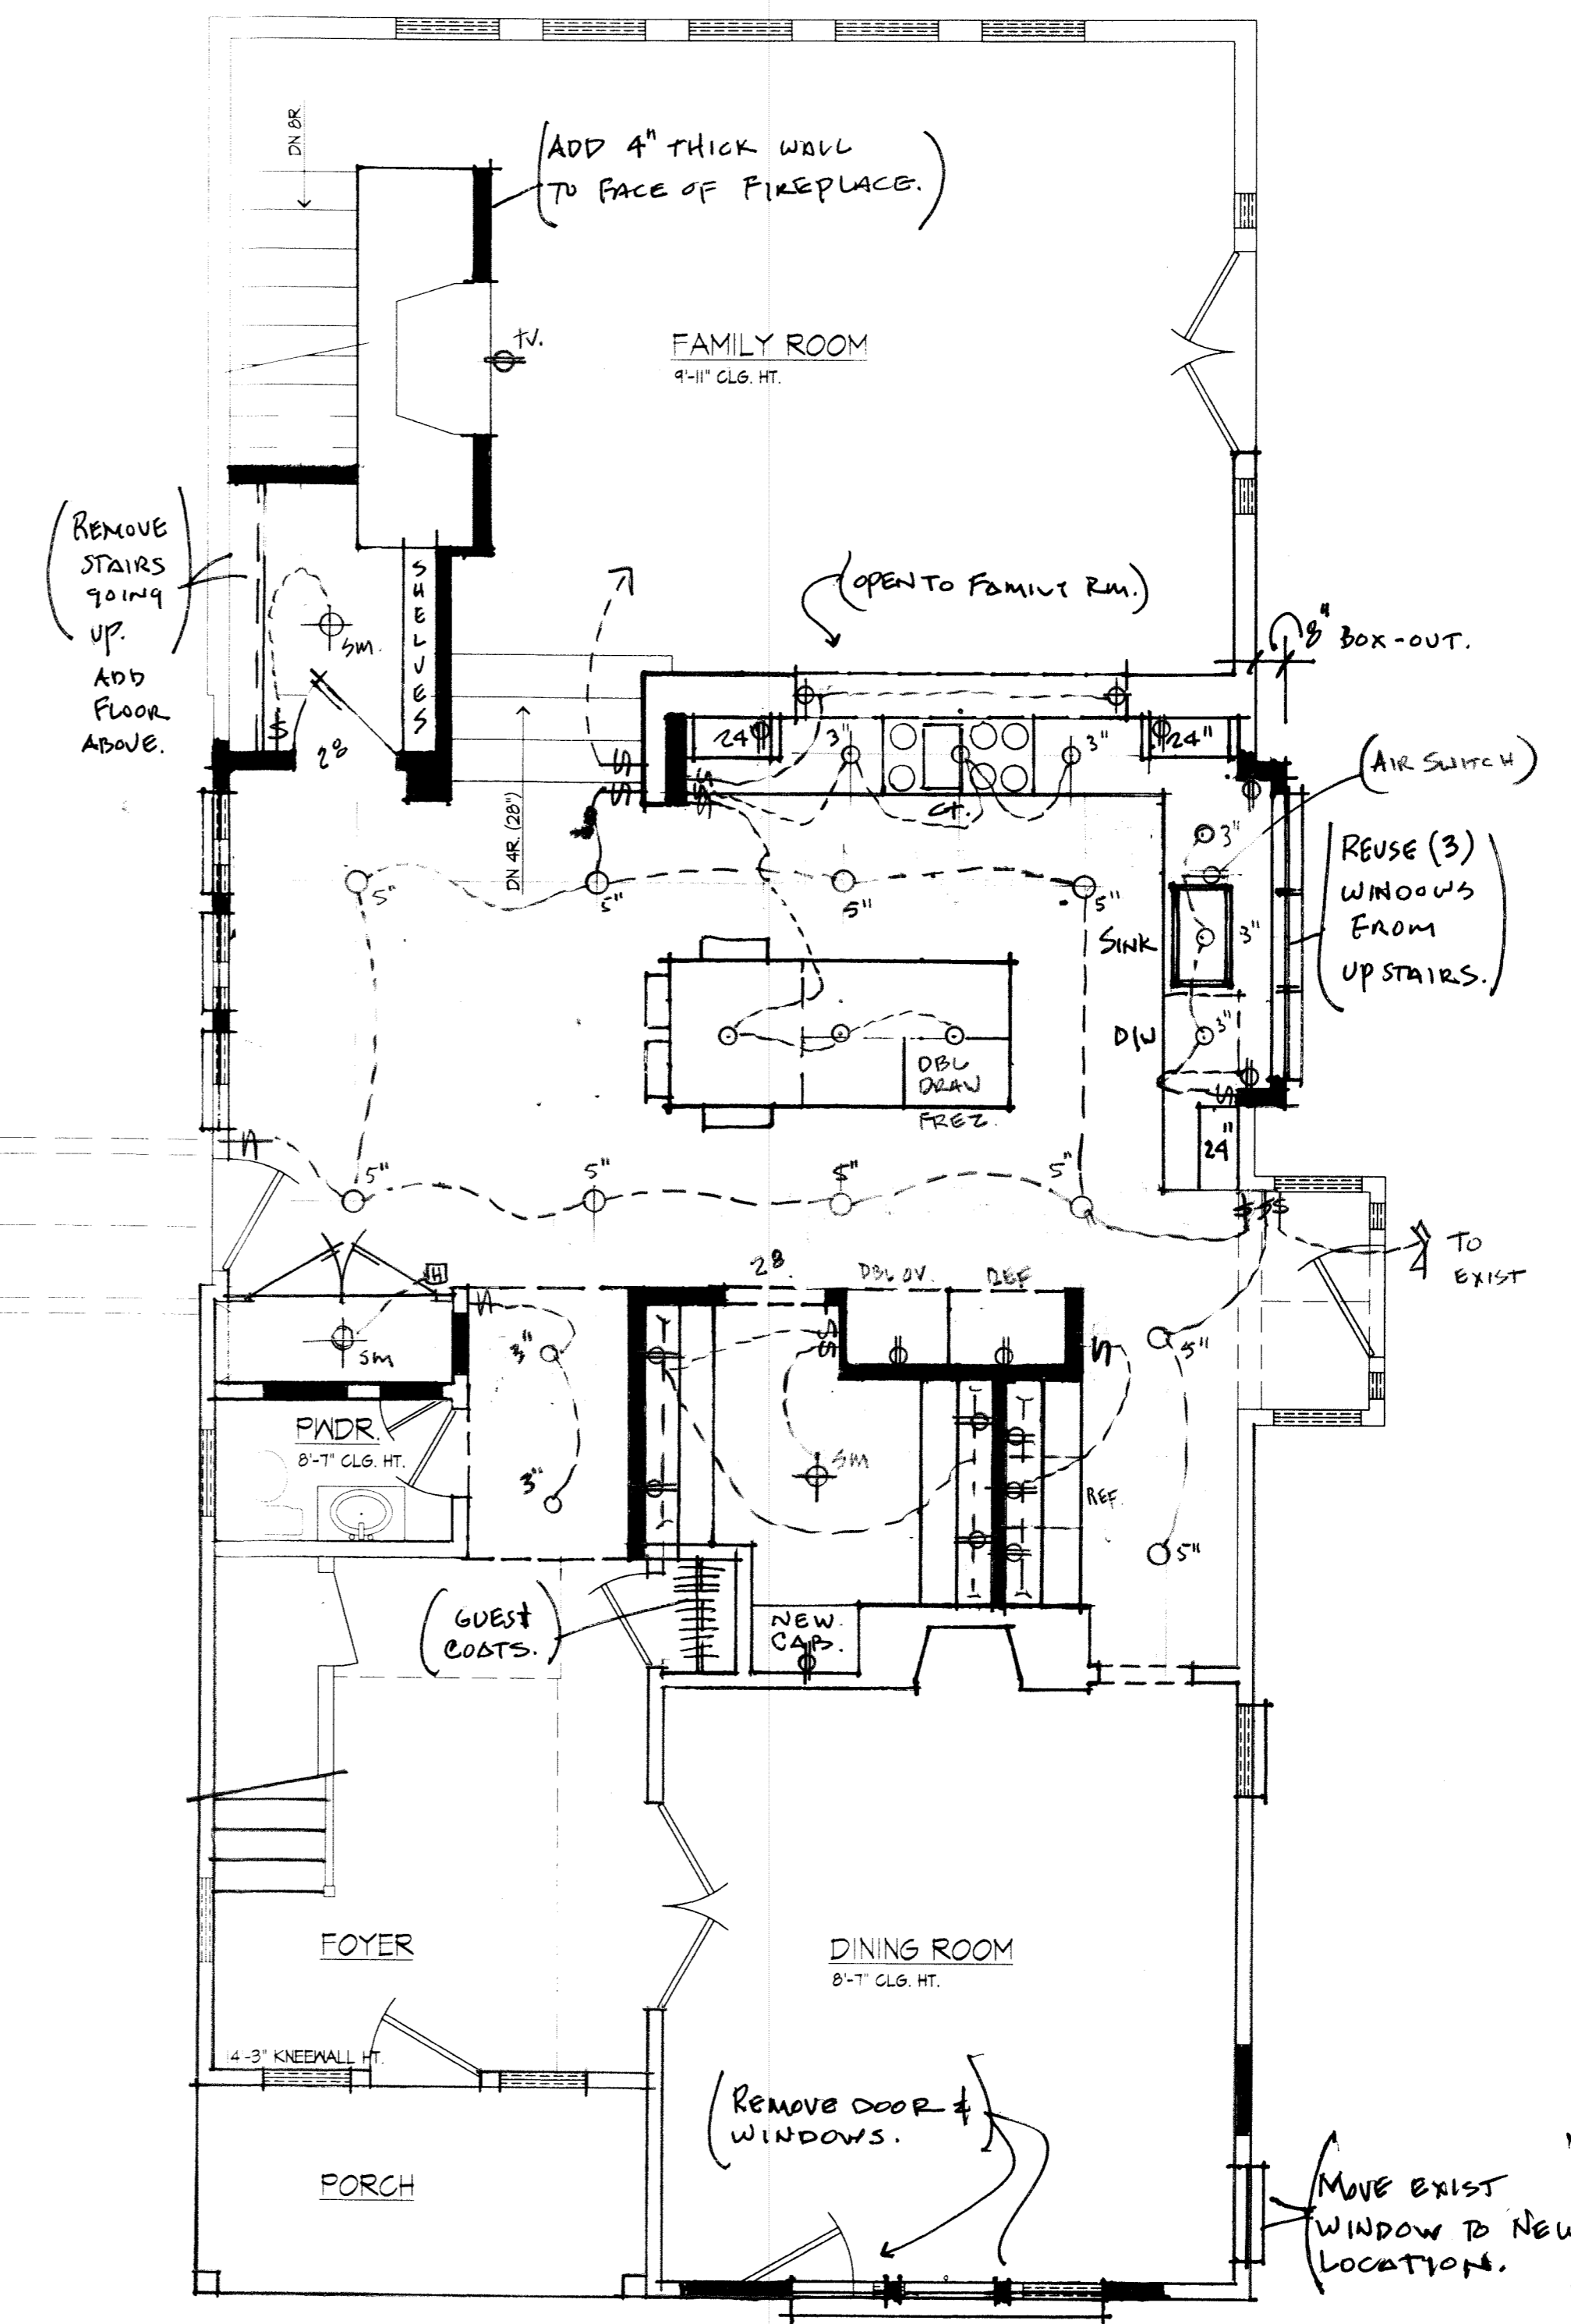 DN 8R
(ADD 4" THICK WALL
TO FACE OF FIREPLACE.)
TV.
FAMILY ROOM
9'-11" CLG. HT.
(REMOVE
STAIRS
GOING
UP.)
ADD
FLOOR
ABOVE.
SM.
SHELVES
28
(OPEN TO FAMILY RM.)
8" BOX-OUT.
24"
3"
3"
24"
DN 4R (28")
(AIR SWITCH)
3"
(REUSE (3)
WINDOWS
FROM
UPSTAIRS.)
5"
5"
5"
5"
SINK
3"
D/W
3"
DBL
DRAW
FREZ.
24"
5"
5"
5"
5"
$$$
TO
EXIST
28
DBL OV.
REF
H
SM
3"
5"
PWDR.
8'-7" CLG. HT.
SM
3"
REF.
5"
(GUEST
COATS.)
NEW
CAB.
FOYER
DINING ROOM
8'-7" CLG. HT.
4'-3" KNEEWALL HT.
(REMOVE DOOR &
WINDOWS.)
PORCH
(MOVE EXIST
WINDOW TO NEW
LOCATION.